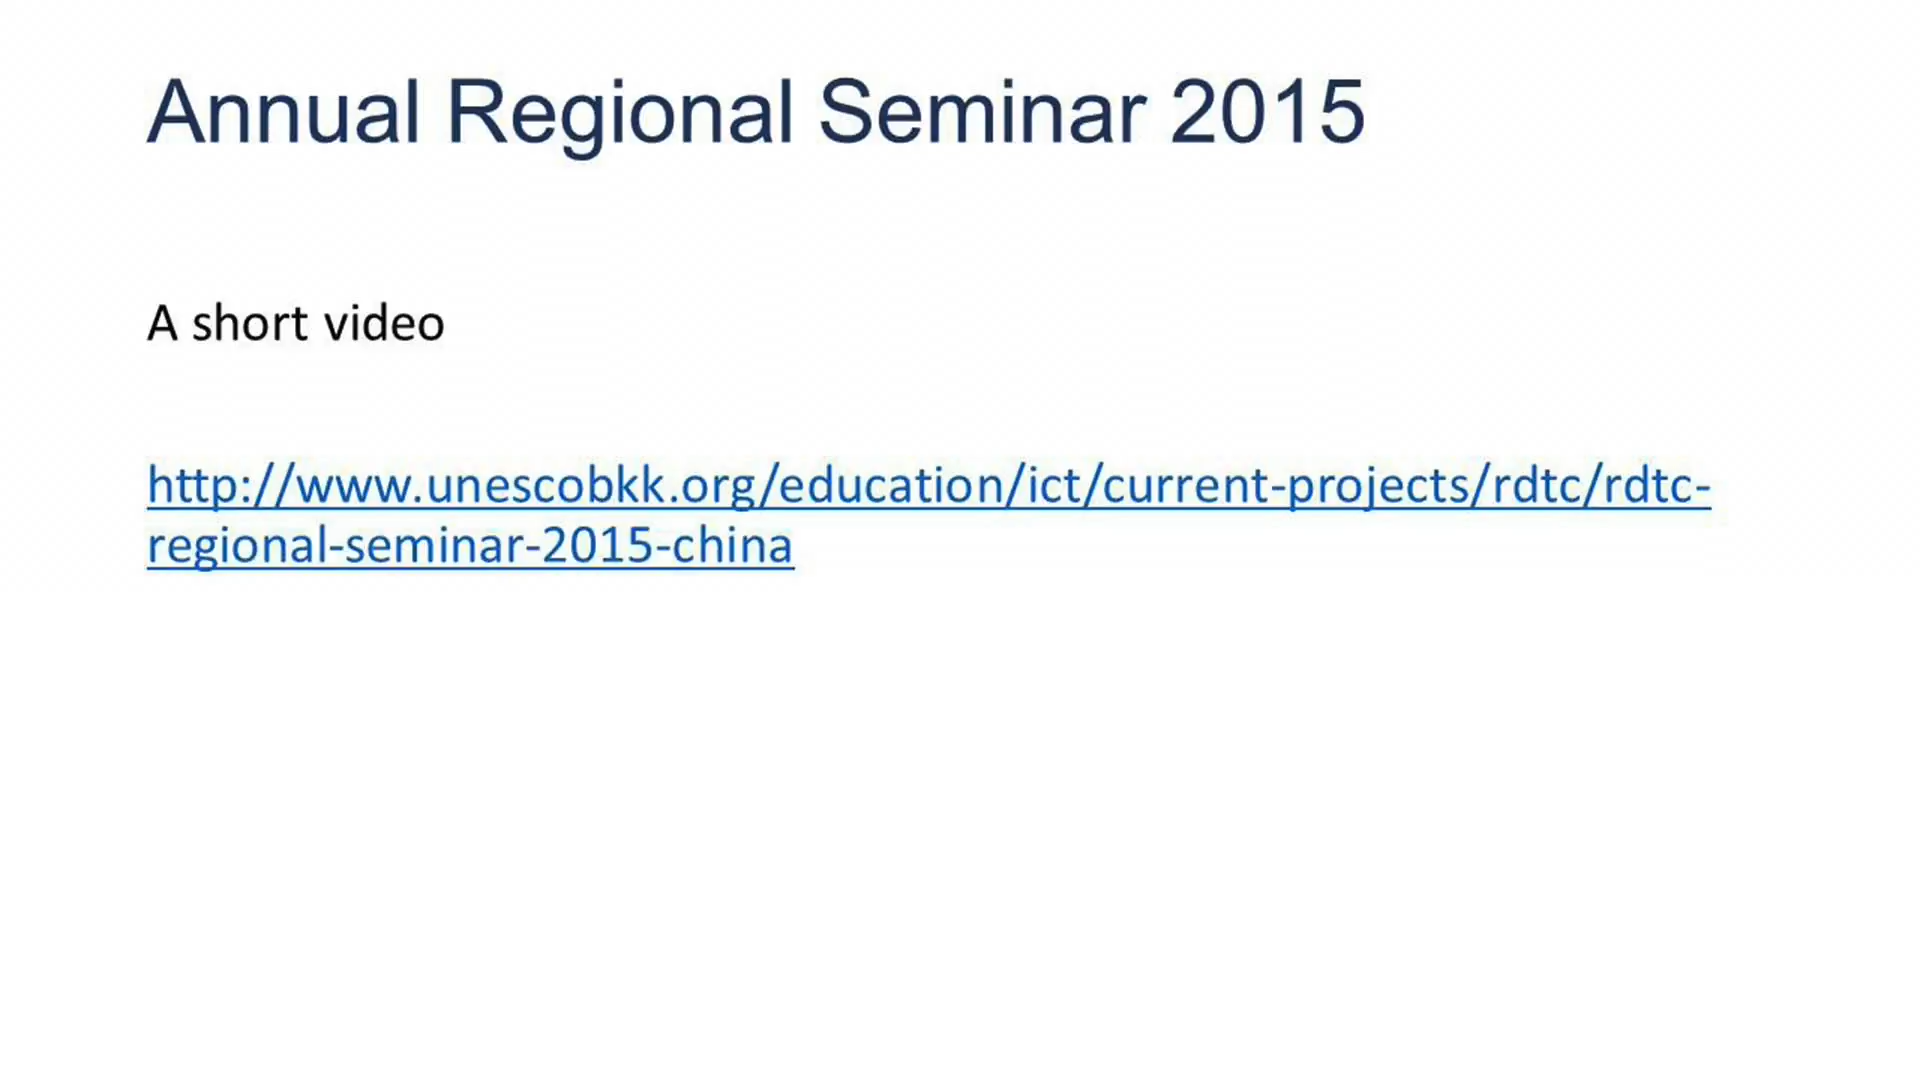 Annual Regional Seminar 2015
A short video
http://www.unescobkk.org/education/ict/current-projects/rdtc/rdtc-
regional-seminar-2015-china